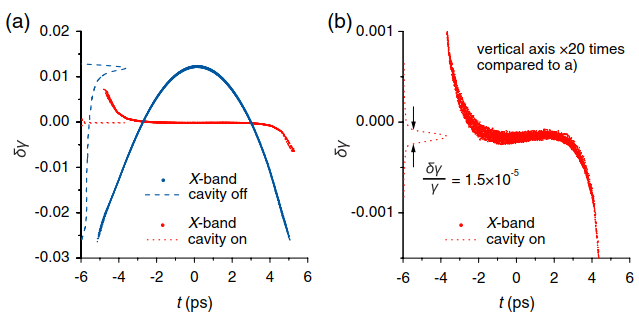 (a)
0.02
0.01
0.00
-0.01
-0.02
-0.03
δγ
X-band
cavity off
X-band
cavity on
-6 -4 -2 0 2 4 6
t (ps)
(b)
0.001
0.000
-0.001
δγ
vertical axis ×20 times
compared to a)
δγ
γ
= 1.5×10⁻⁵
X-band
cavity on
-6 -4 -2 0 2 4 6
t (ps)